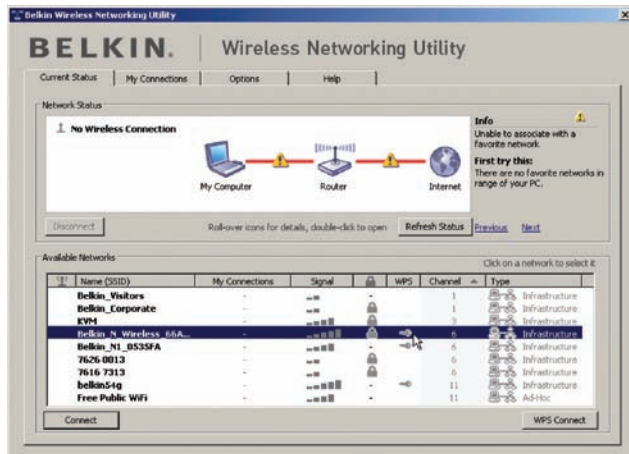 Belkin Wireless Networking Utility
BELKIN. Wireless Networking Utility
Current Status My Connections Options Help
Network Status
No Wireless Connection
My Computer Router Internet
Info
Unable to associate with a
favorite network
First try this:
There are no favorite networks in
range of your PC.
Disconnect Roll-over icons for details, double-click to open Refresh Status Previous Next
Available Networks
Click on a network to select it
Name (SSID) My Connections Signal WPS Channel Type
Belkin_Visitors - - 1 Infrastructure
Belkin_Corporate - 1 Infrastructure
KVM - 3 Infrastructure
Belkin_N_Wireless_66A... - 6 Infrastructure
Belkin_N1_0535FA - - 6 Infrastructure
7626 0013 - 6 Infrastructure
7616 7313 - 6 Infrastructure
belkin54g - - 11 Infrastructure
Free Public WiFi - - 11 Ad-Hoc
Connect WPS Connect